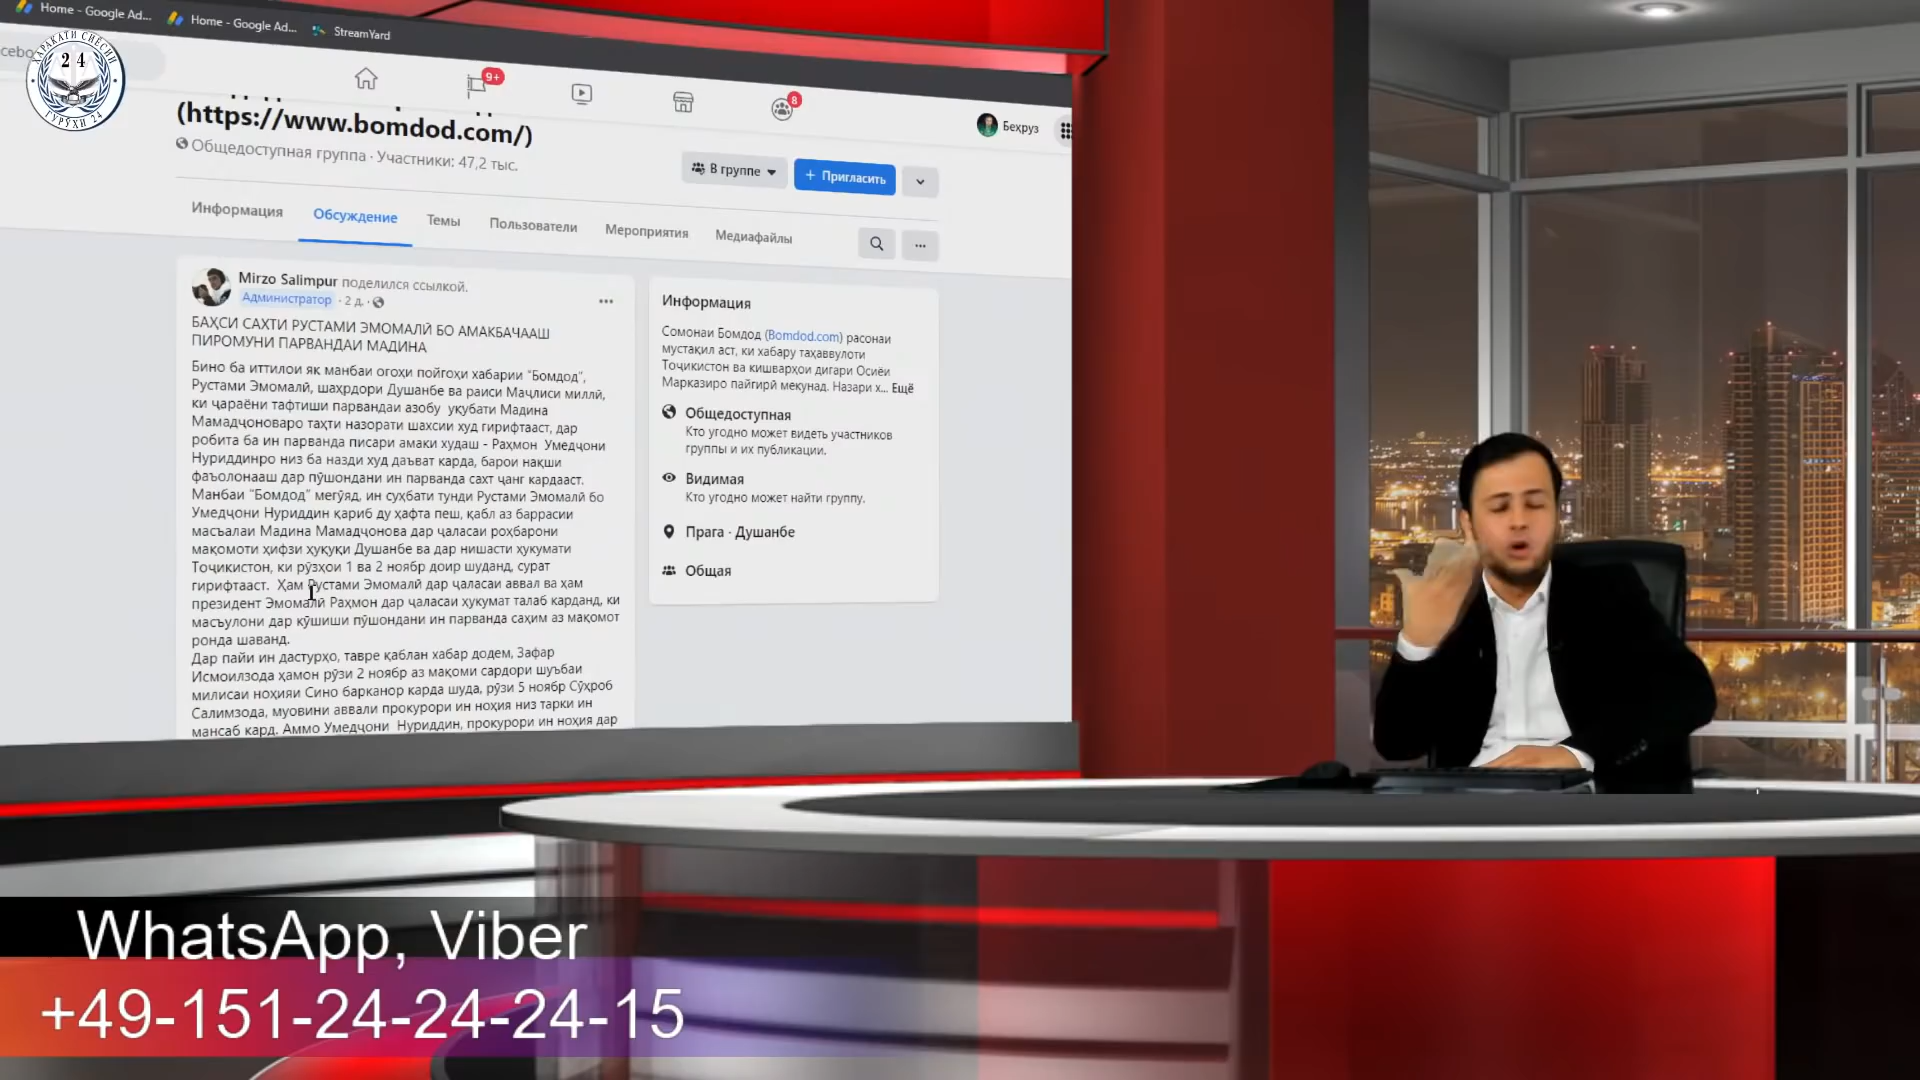 Home - Google Ad...
Home - Google Ad...
StreamYard
ҲАРАКАТИ СИЁСИИ
24
ГУРӮҲИ 24
9+
8
Беҳруз
(https://www.bomdod.com/)
Общедоступная группа · Участники: 47,2 тыс.
В группе
+ Пригласить
Информация
Обсуждение
Темы
Пользователи
Мероприятия
Медиафайлы
Mirzo Salimpur поделился ссылкой.
Администратор · 2 д. ·
БАҲСИ САХТИ РУСТАМИ ЭМОМАЛӢ БО АМАКБАЧААШ
ПИРОМУНИ ПАРВАНДАИ МАДИНА
Бино ба иттилои як манбаи огоҳи пойгоҳи хабарии "Бомдод",
Рустами Эмомалӣ, шаҳрдори Душанбе ва раиси Маҷлиси миллӣ,
ки ҷараёни тафтиши парвандаи азобу уқубати Мадина
Мамадҷоноваро таҳти назорати шахсии худ гирифтааст, дар
робита ба ин парванда писари амаки худаш - Раҳмон Умедҷони
Нуриддинро низ ба назди худ даъват карда, барои нақши
фаъолонааш дар пӯшондани ин парванда сахт ҷанг кардааст.
Манбаи "Бомдод" мегӯяд, ин суҳбати тунди Рустами Эмомалӣ бо
Умедҷони Нуриддин қариб ду ҳафта пеш, қабл аз баррасии
масъалаи Мадина Мамадҷонова дар ҷаласаи роҳбарони
мақомоти ҳифзи ҳуқуқи Душанбе ва дар нишасти ҳукумати
Тоҷикистон, ки рӯзҳои 1 ва 2 ноябр доир шуданд, сурат
гирифтааст. Ҳам Рустами Эмомалӣ дар ҷаласаи аввал ва ҳам
президент Эмомалӣ Раҳмон дар ҷаласаи ҳукумат талаб карданд, ки
масъулони дар кӯшиши пӯшондани ин парванда саҳим аз мақомот
ронда шаванд.
Дар пайи ин дастурҳо, тавре қаблан хабар додем, Зафар
Исмоилзода ҳамон рӯзи 2 ноябр аз мақоми сардори шуъбаи
милисаи ноҳияи Сино барканор карда шуда, рӯзи 5 ноябр Сӯҳроб
Салимзода, муовини аввали прокурори ин ноҳия низ тарки ин
мансаб кард. Аммо Умедҷони Нуриддин, прокурори ин ноҳия дар
Информация
Сомонаи Бомдод (Bomdod.com) расонаи
мустақил аст, ки хабару таҳаввулоти
Тоҷикистон ва кишварҳои дигари Осиёи
Марказиро пайгирӣ мекунад. Назари х... Ещё
Общедоступная
Кто угодно может видеть участников
группы и их публикации.
Видимая
Кто угодно может найти группу.
Прага · Душанбе
Общая
WhatsApp, Viber
+49-151-24-24-24-15